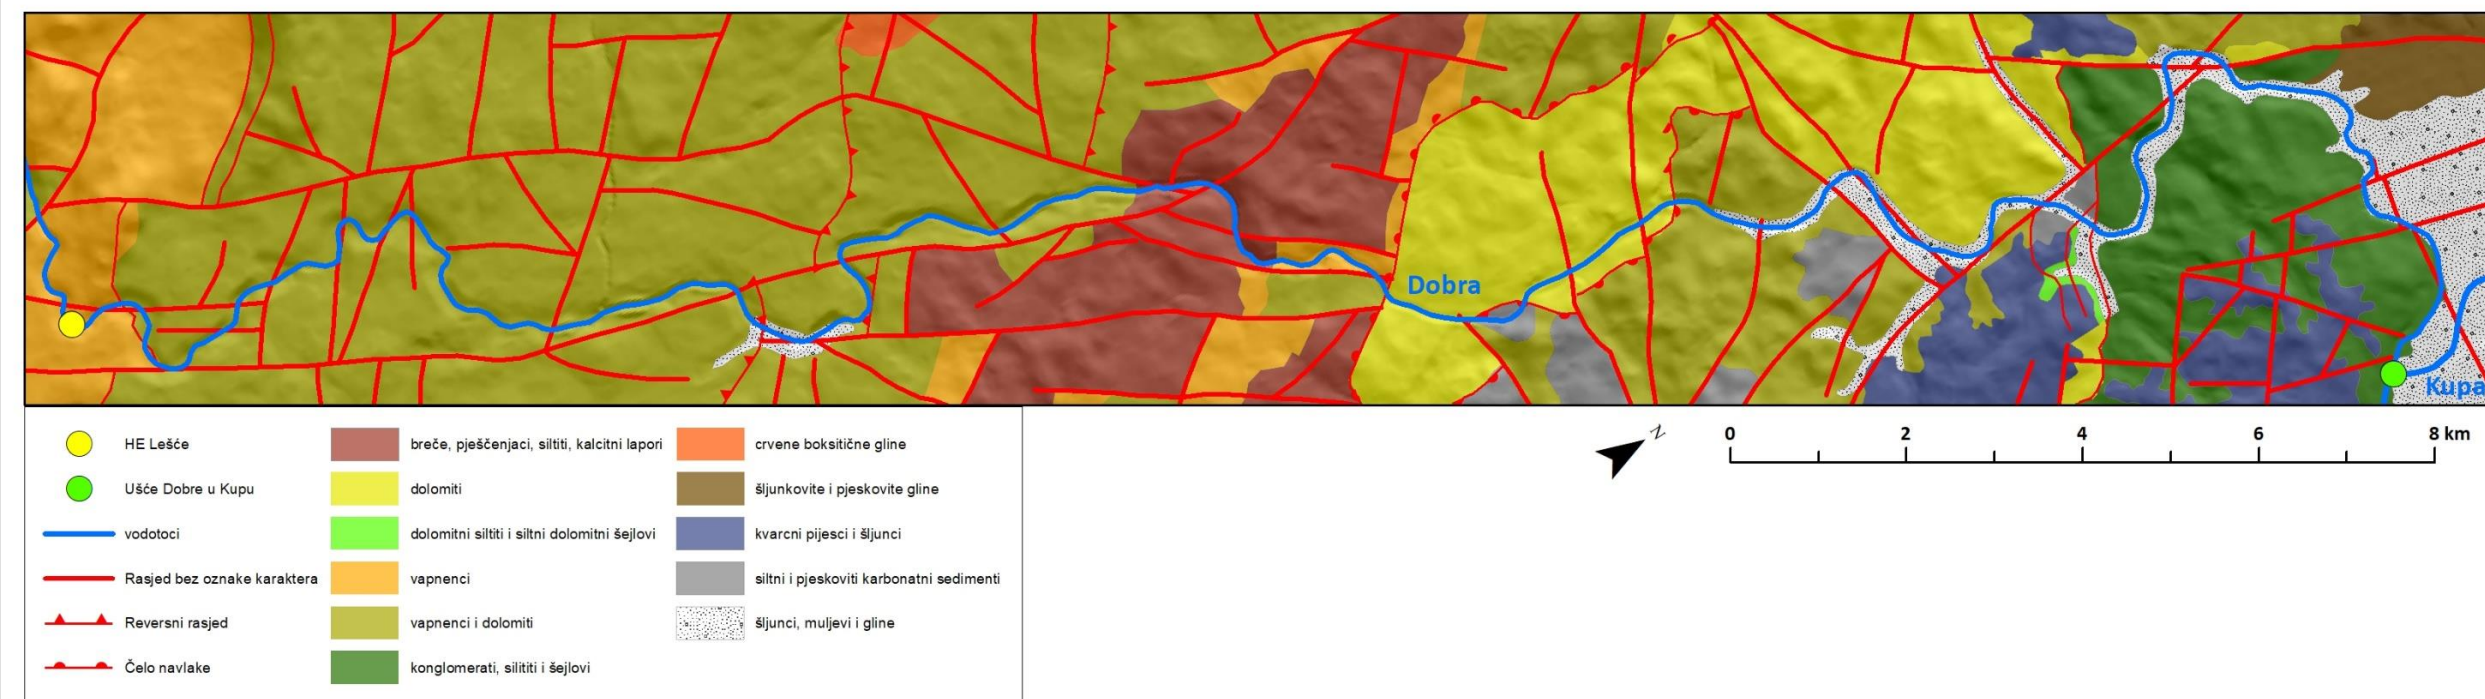 Dobra
Kupa
N
0 2 4 6 8 km
HE Lešće
Ušće Dobre u Kupu
vodotoci
Rasjed bez oznake karaktera
Reversni rasjed
Čelo navlake
breče, pješčenjaci, siltiti, kalcitni lapori
dolomiti
dolomitni siltiti i siltni dolomitni šejlovi
vapnenci
vapnenci i dolomiti
konglomerati, silititi i šejlovi
crvene boksitične gline
šljunkovite i pjeskovite gline
kvarcni pijesci i šljunci
siltni i pjeskoviti karbonatni sedimenti
šljunci, muljevi i gline